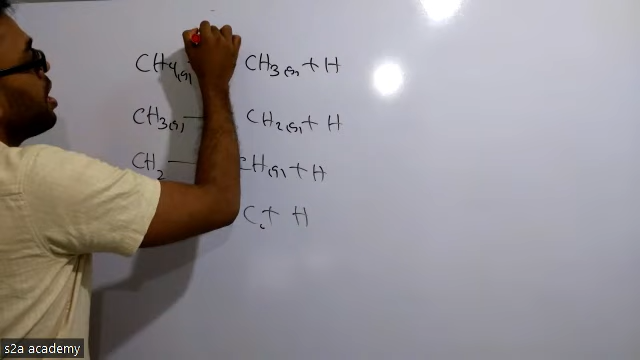 CH4(g) CH3(g) + H
CH3(g) — CH2(g) + H
CH2 — CH(g) + H
C + H
s2a academy